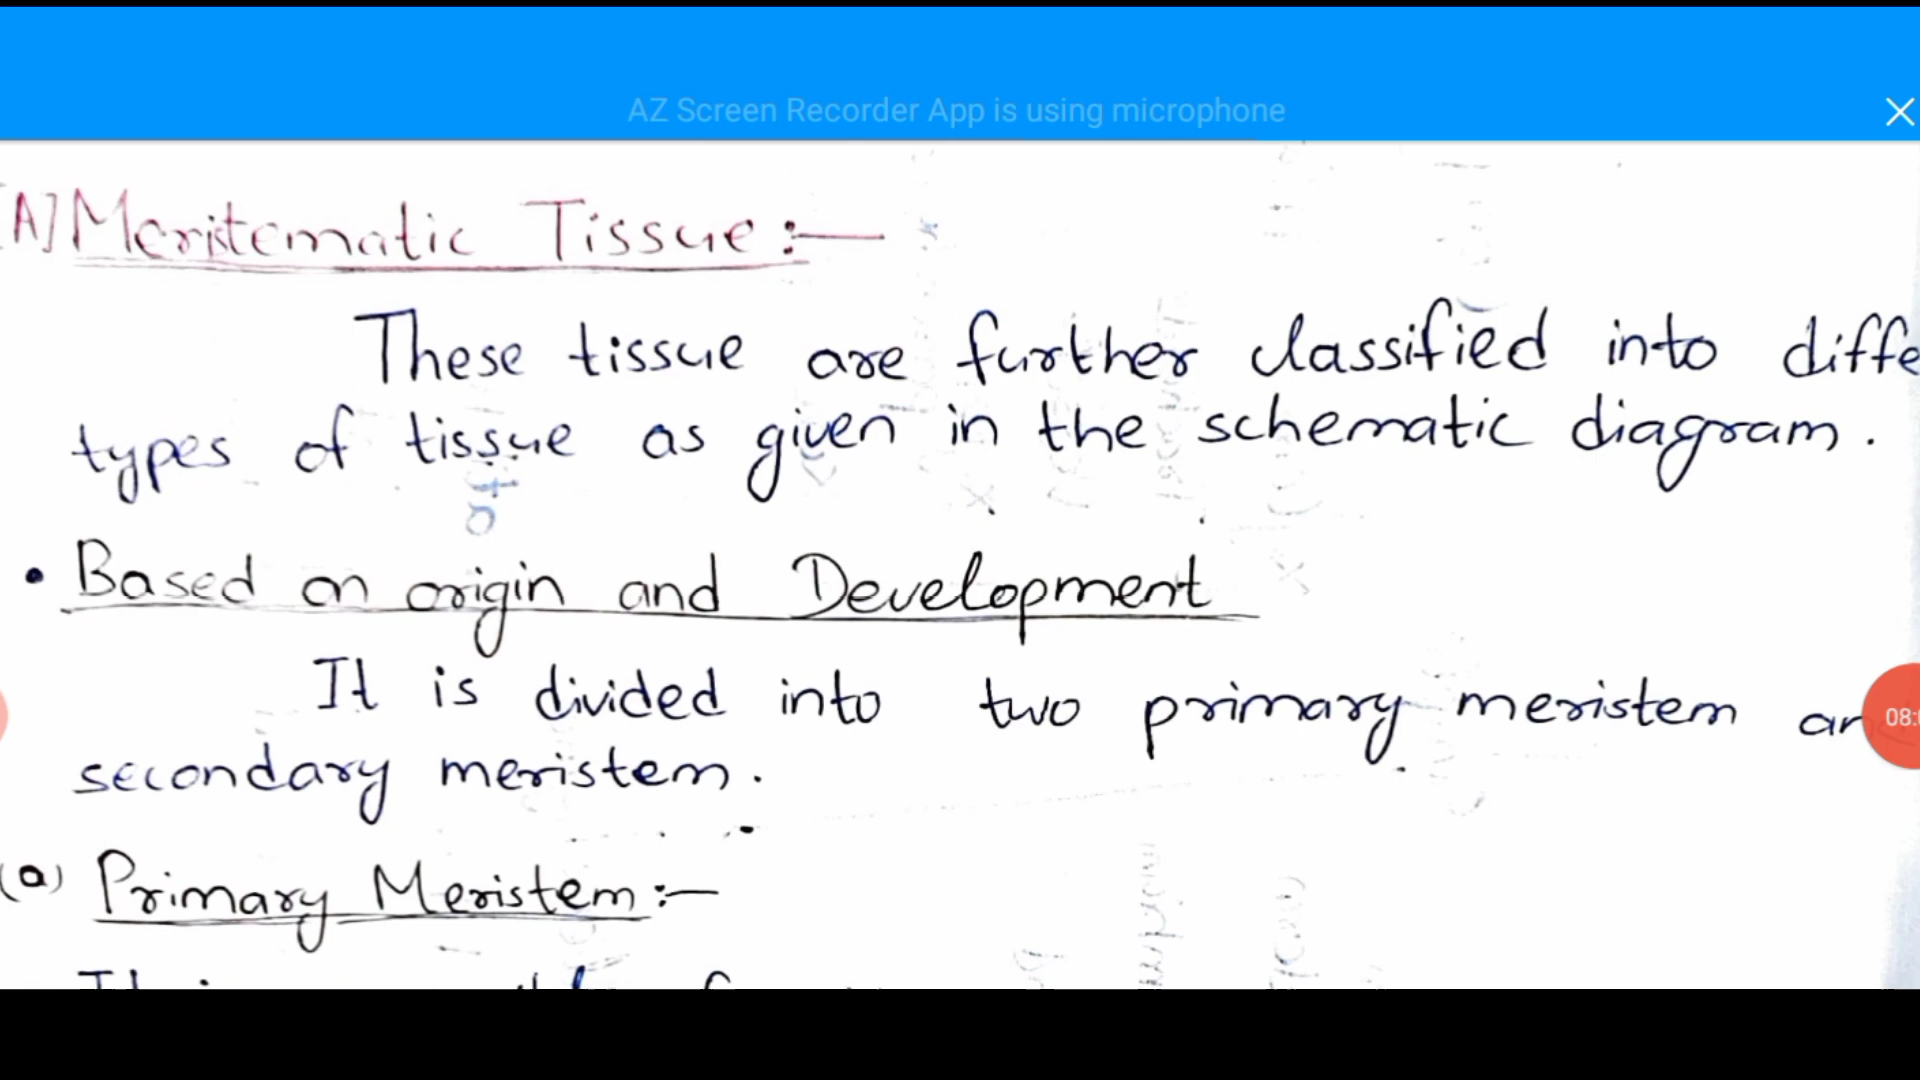 AZ Screen Recorder App is using microphone
[A] Meristematic Tissue :—
These tissue are further classified into diffe
types of tissue as given in the schematic diagram.
• Based on origin and Development
It is divided into two primary meristem an
08:
secondary meristem.
(a) Primary Meristem :—